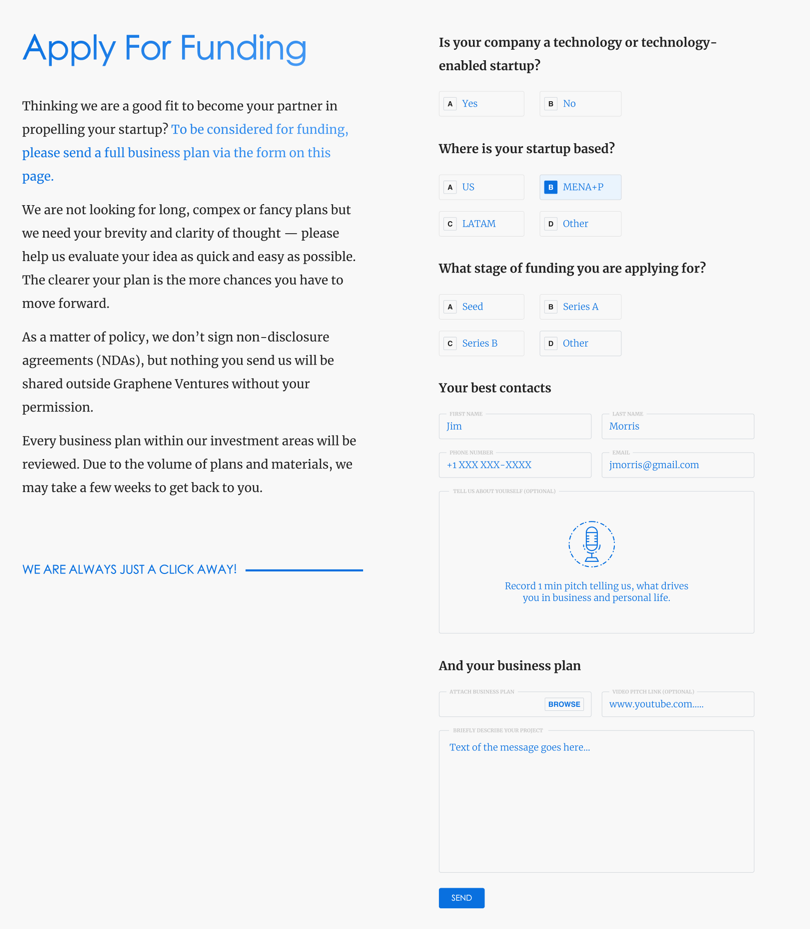 Apply For Funding
Thinking we are a good fit to become your partner in
propelling your startup? To be considered for funding,
please send a full business plan via the form on this
page.
We are not looking for long, compex or fancy plans but
we need your brevity and clarity of thought — please
help us evaluate your idea as quick and easy as possible.
The clearer your plan is the more chances you have to
move forward.
As a matter of policy, we don’t sign non-disclosure
agreements (NDAs), but nothing you send us will be
shared outside Graphene Ventures without your
permission.
Every business plan within our investment areas will be
reviewed. Due to the volume of plans and materials, we
may take a few weeks to get back to you.
WE ARE ALWAYS JUST A CLICK AWAY!
Is your company a technology or technology-
enabled startup?
A Yes B No
Where is your startup based?
A US B MENA+P
C LATAM D Other
What stage of funding you are applying for?
A Seed B Series A
C Series B D Other
Your best contacts
FIRST NAME LAST NAME
Jim Morris
PHONE NUMBER EMAIL
+1 XXX XXX-XXXX jmorris@gmail.com
TELL US ABOUT YOURSELF (OPTIONAL)
Record 1 min pitch telling us, what drives
you in business and personal life.
And your business plan
ATTACH BUSINESS PLAN VIDEO PITCH LINK (OPTIONAL)
BROWSE www.youtube.com.....
BRIEFLY DESCRIBE YOUR PROJECT
Text of the message goes here...
SEND